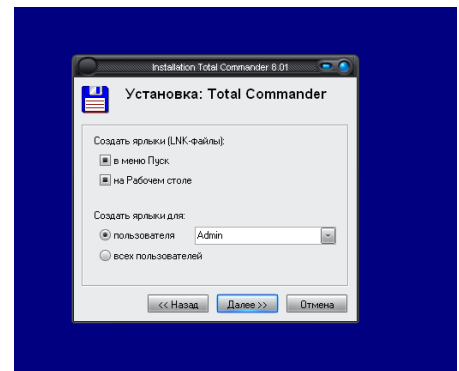 Installation Total Commander 8.01
Установка: Total Commander
Создать ярлыки (LNK-файлы):
в меню Пуск
на Рабочем столе
Создать ярлыки для:
пользователя Admin
всех пользователей
<< Назад Далее >> Отмена